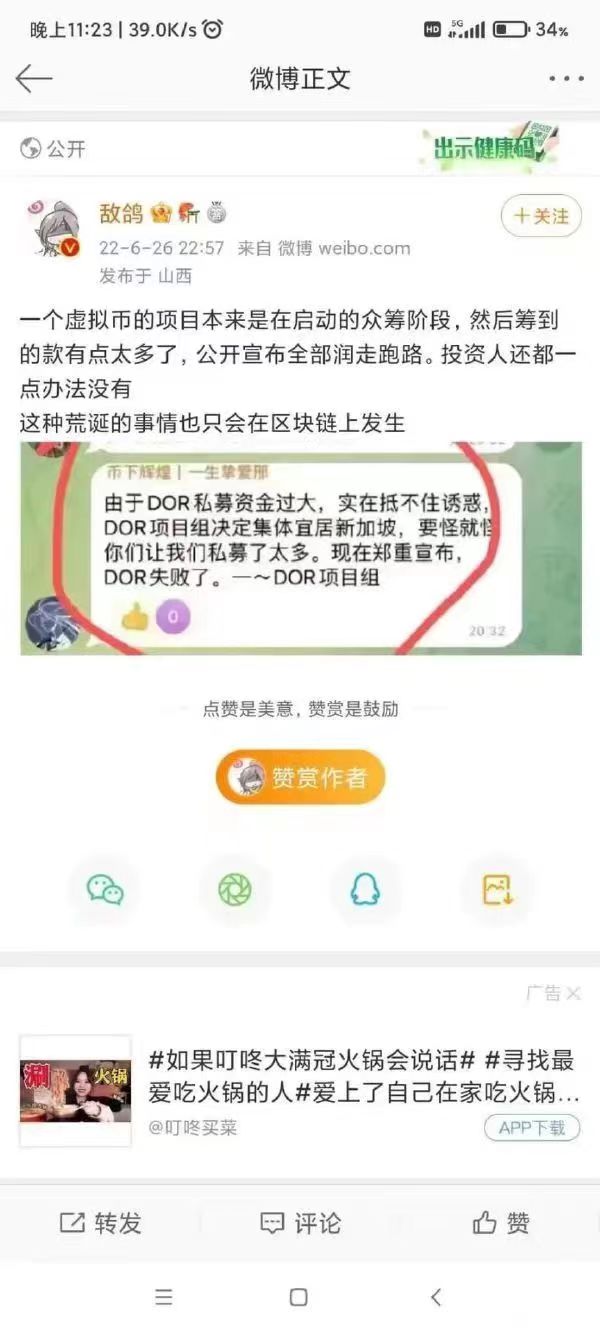 晚上11:23 | 39.0K/s
HD 5G 34%
微博正文
公开
出示健康码
敌鸽
+关注
22-6-26 22:57 来自 微博 weibo.com
发布于 山西
一个虚拟币的项目本来是在启动的众筹阶段，然后筹到
的款有点太多了，公开宣布全部润走跑路。投资人还都一
点办法没有
这种荒诞的事情也只会在区块链上发生
币下辉煌 | 一生挚爱那
由于DOR私募资金过大，实在抵不住诱惑，
DOR项目组决定集体宜居新加坡，要怪就怪
你们让我们私募了太多。现在郑重宣布，
DOR失败了。一~DOR项目组
0
20:32
点赞是美意，赞赏是鼓励
赞赏作者
广告
涮
火锅
#如果叮咚大满冠火锅会说话# #寻找最
爱吃火锅的人#爱上了自己在家吃火锅...
@叮咚买菜
APP下载
转发
评论
赞